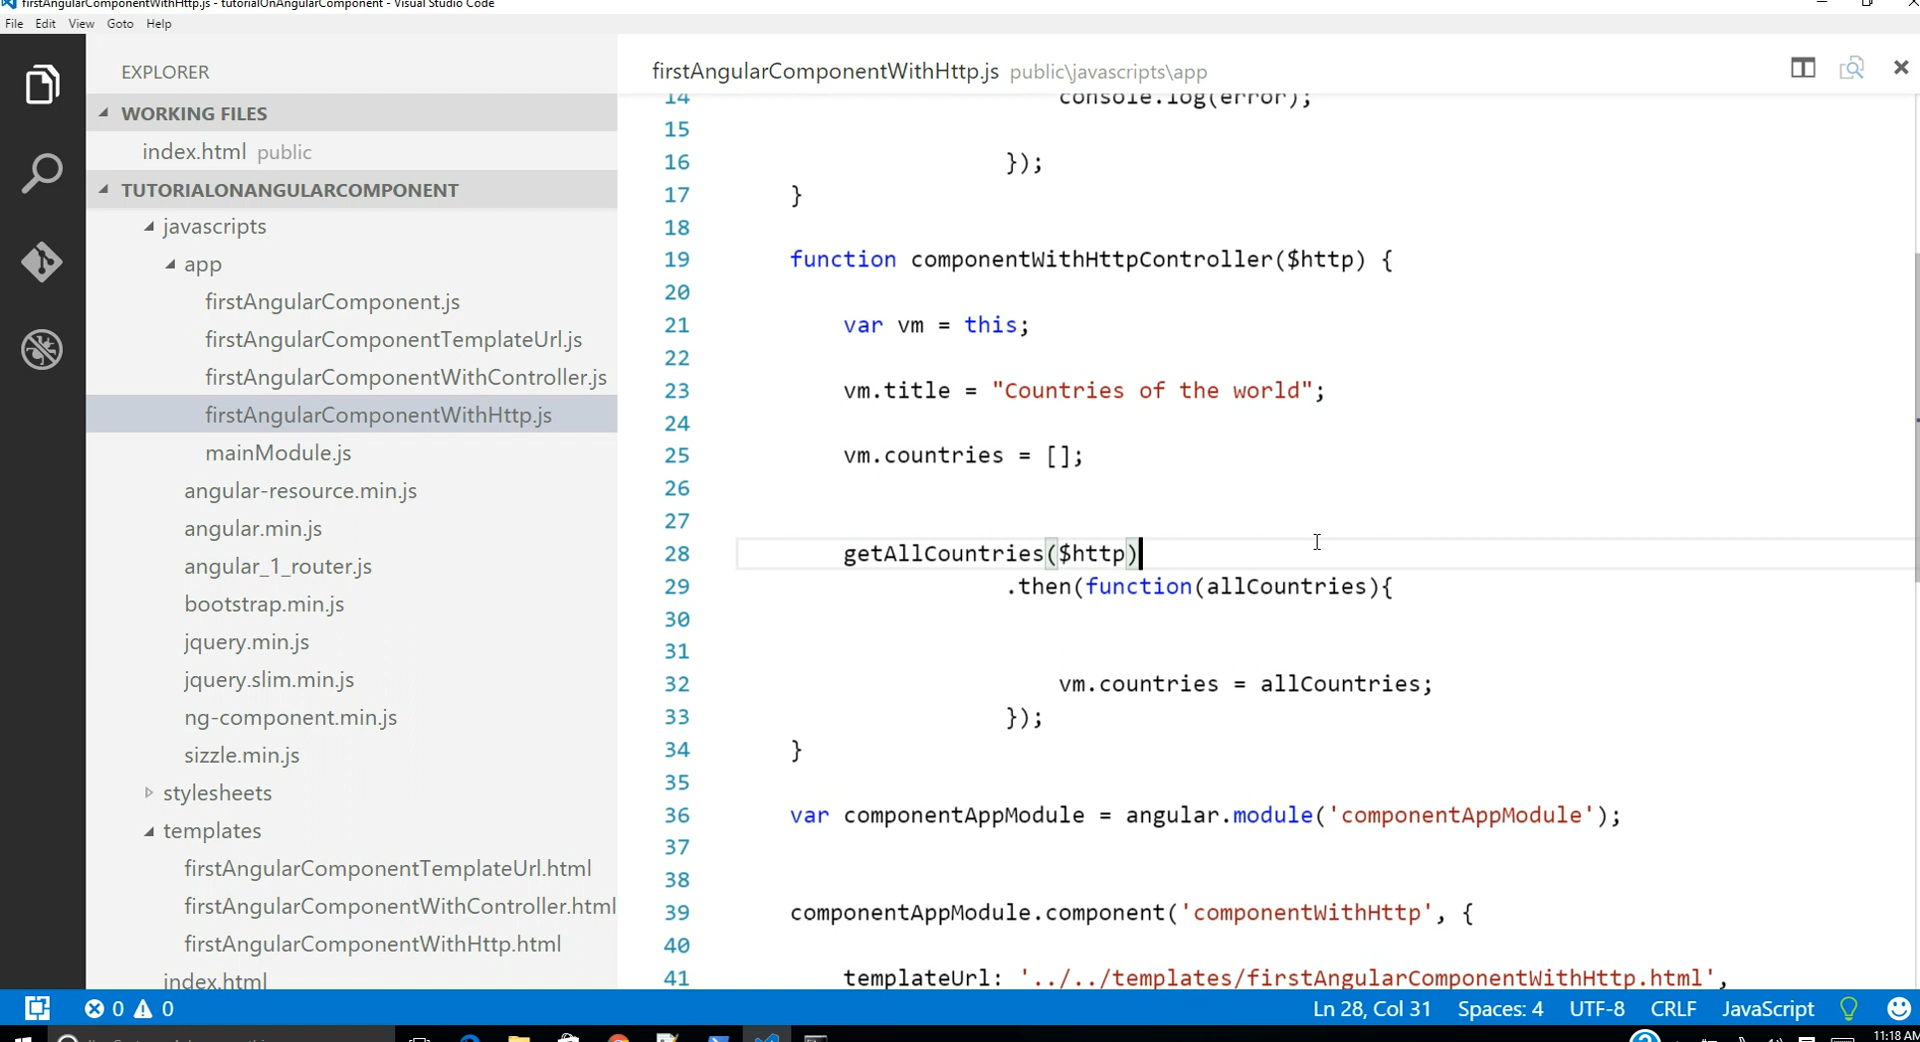 firstAngularComponentWithHttp.js - tutorialOnAngularComponent - Visual Studio Code
File Edit View Goto Help
EXPLORER
WORKING FILES
index.html public
TUTORIALONANGULARCOMPONENT
javascripts
app
firstAngularComponent.js
firstAngularComponentTemplateUrl.js
firstAngularComponentWithController.js
firstAngularComponentWithHttp.js
mainModule.js
angular-resource.min.js
angular.min.js
angular_1_router.js
bootstrap.min.js
jquery.min.js
jquery.slim.min.js
ng-component.min.js
sizzle.min.js
stylesheets
templates
firstAngularComponentTemplateUrl.html
firstAngularComponentWithController.html
firstAngularComponentWithHttp.html
index.html
firstAngularComponentWithHttp.js public\javascripts\app
14 console.log(error);
15
16 });
17 }
18
19 function componentWithHttpController($http) {
20
21 var vm = this;
22
23 vm.title = "Countries of the world";
24
25 vm.countries = [];
26
27
28 getAllCountries($http)
29 .then(function(allCountries){
30
31
32 vm.countries = allCountries;
33 });
34 }
35
36 var componentAppModule = angular.module('componentAppModule');
37
38
39 componentAppModule.component('componentWithHttp', {
40
41 templateUrl: '../../templates/firstAngularComponentWithHttp.html',
0 0 Ln 28, Col 31 Spaces: 4 UTF-8 CRLF JavaScript
11:18 AM